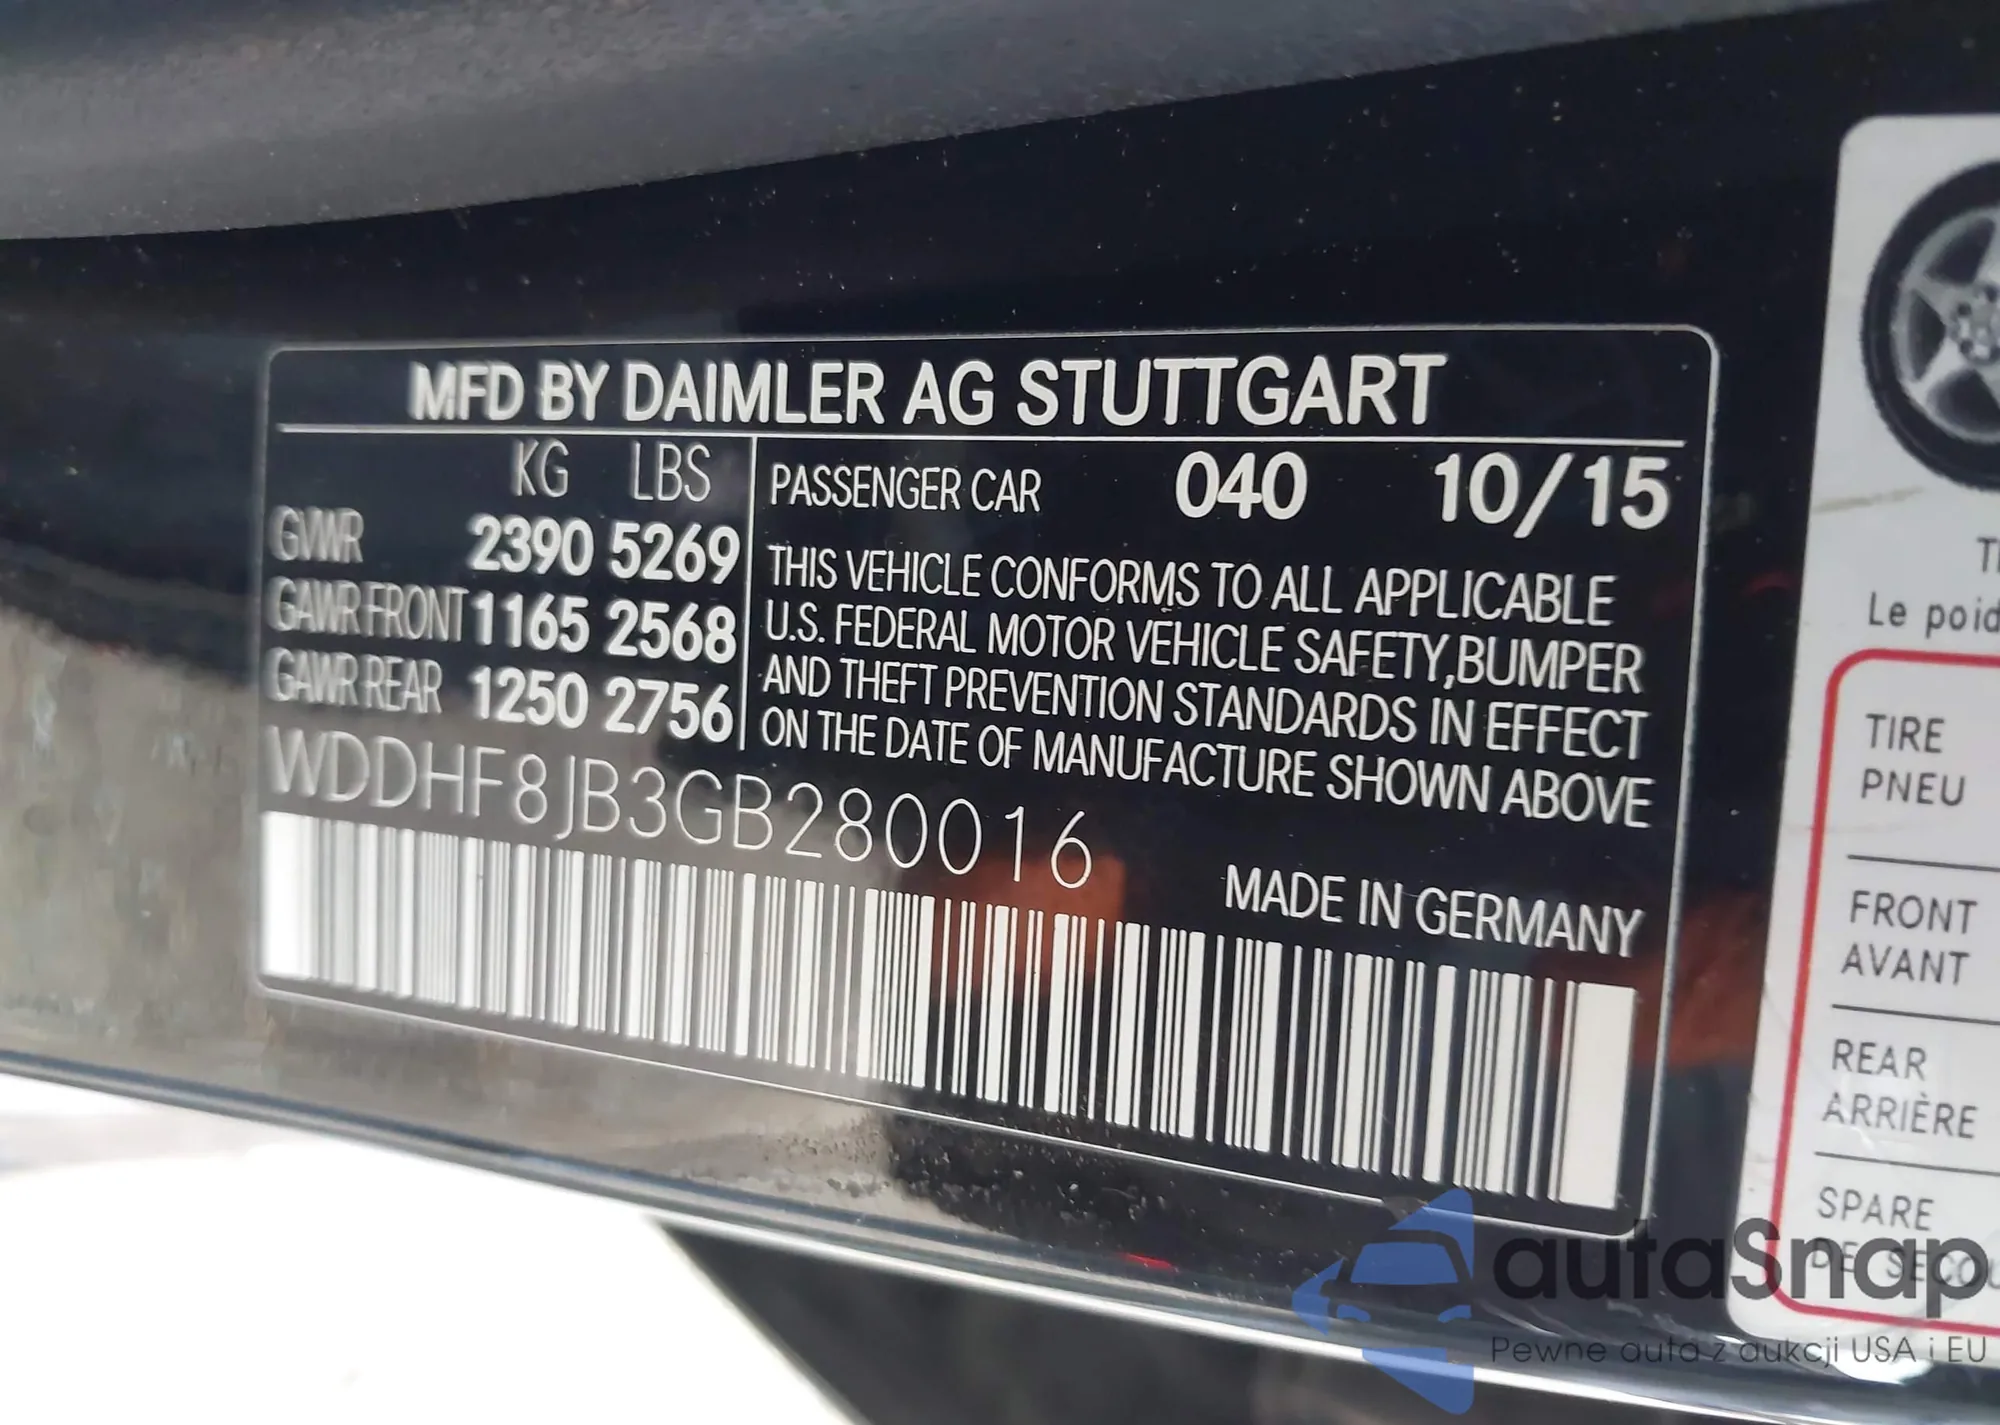 MFD BY DAIMLER AG STUTTGART
KG LBS
GVWR 2390 5269
GAWR FRONT 1165 2568
GAWR REAR 1250 2756
PASSENGER CAR 040 10/15
THIS VEHICLE CONFORMS TO ALL APPLICABLE
U.S. FEDERAL MOTOR VEHICLE SAFETY,BUMPER
AND THEFT PREVENTION STANDARDS IN EFFECT
ON THE DATE OF MANUFACTURE SHOWN ABOVE
WDDHF8JB3GB280016
MADE IN GERMANY
Le
TIRE
PNEU
FRONT
AVANT
REAR
ARRIÈRE
SPARE
DE
autaSnap
Pewne auta z aukcji USA i EU